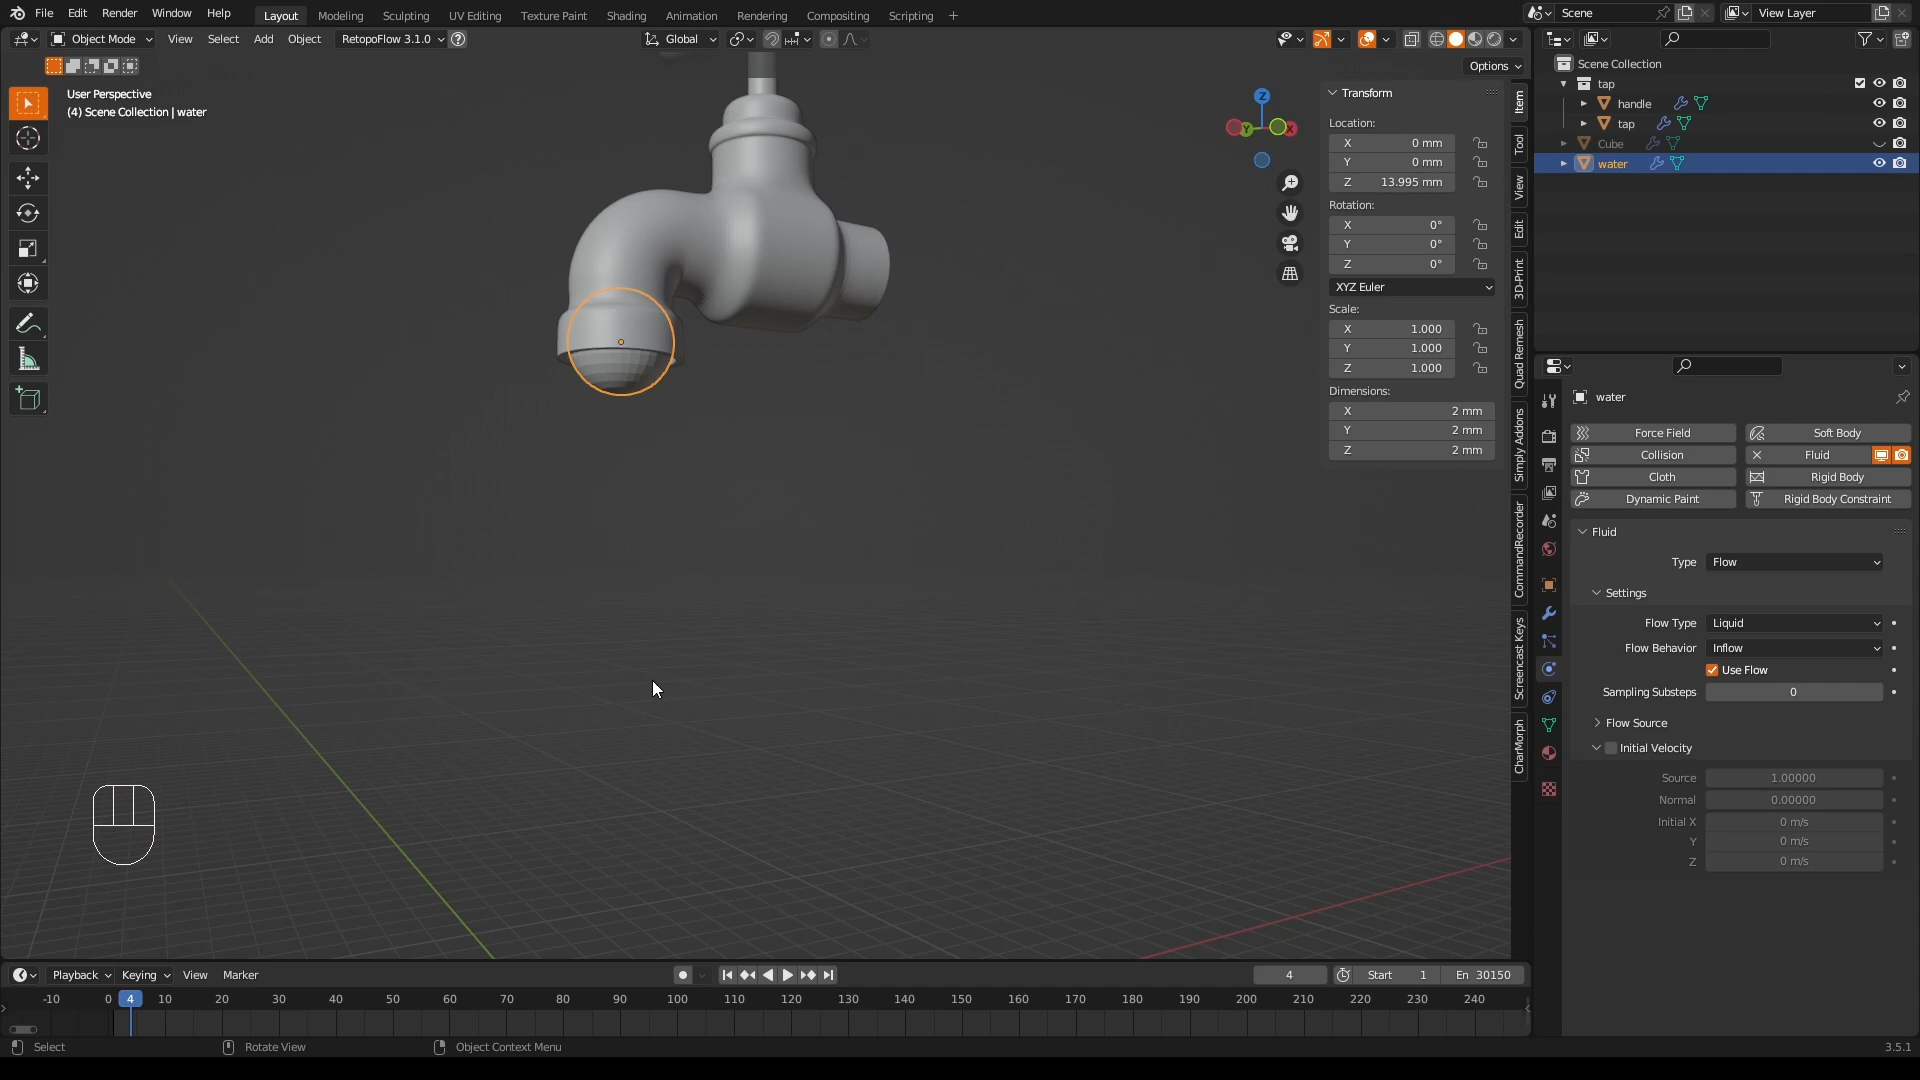 File Edit Render Window Help Layout Modeling Sculpting UV Editing Texture Paint Shading Animation Rendering Compositing Scripting + Scene View Layer
Object Mode View Select Add Object RetopoFlow 3.1.0 Global
Options
User Perspective
(4) Scene Collection | water
Z
Y
X
Transform
Location:
X 0 mm
Y 0 mm
Z 13.995 mm
Rotation:
X 0°
Y 0°
Z 0°
XYZ Euler
Scale:
X 1.000
Y 1.000
Z 1.000
Dimensions:
X 2 mm
Y 2 mm
Z 2 mm
Item
Tool
View
Edit
3D-Print
Quad Remesh
Simply Addons
CommandRecorder
Screencast Keys
CharMorph
Scene Collection
tap
handle
tap
Cube
water
water
Force Field Soft Body
Collision Fluid
Cloth Rigid Body
Dynamic Paint Rigid Body Constraint
Fluid
Type Flow
Settings
Flow Type Liquid
Flow Behavior Inflow
Use Flow
Sampling Substeps 0
Flow Source
Initial Velocity
Source 1.00000
Normal 0.00000
Initial X 0 m/s
Y 0 m/s
Z 0 m/s
Playback Keying View Marker 4 Start 1 En 30150
-10 0 4 10 20 30 40 50 60 70 80 90 100 110 120 130 140 150 160 170 180 190 200 210 220 230 240
Select Rotate View Object Context Menu 3.5.1